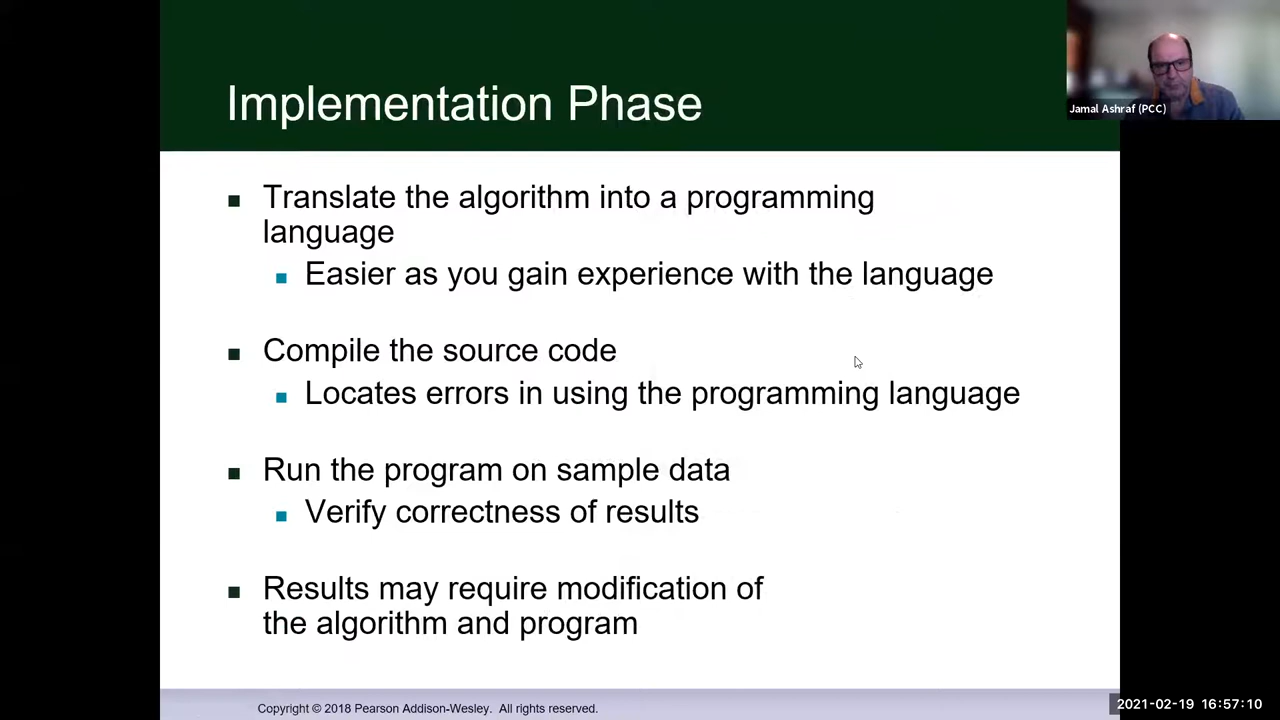 Implementation Phase
Jamal Ashraf (PCC)
Translate the algorithm into a programming
language
Easier as you gain experience with the language
Compile the source code
Locates errors in using the programming language
Run the program on sample data
Verify correctness of results
Results may require modification of
the algorithm and program
Copyright © 2018 Pearson Addison-Wesley. All rights reserved.
2021-02-19 16:57:10